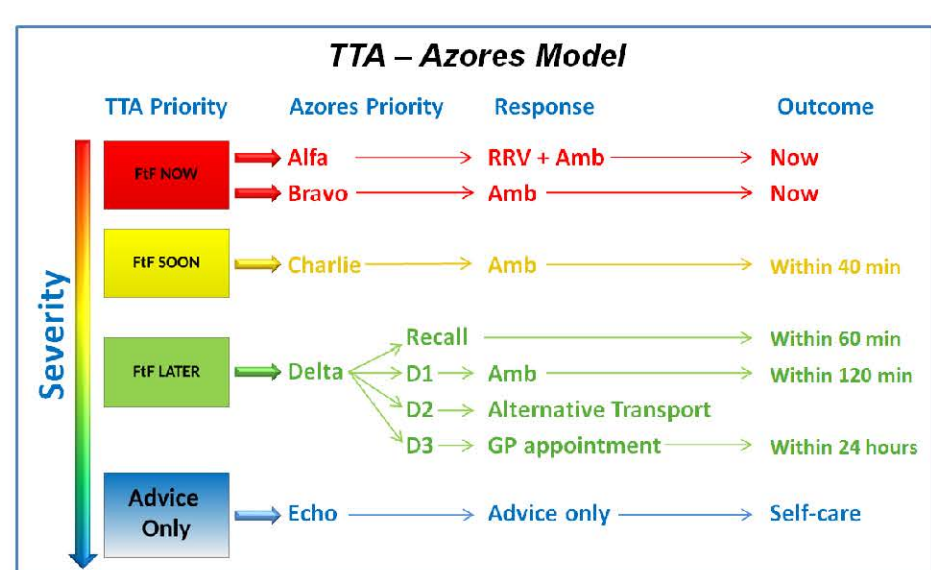 TTA – Azores Model
TTA Priority Azores Priority Response Outcome
Severity
FtF NOW
Alfa RRV + Amb Now
Bravo Amb Now
FtF SOON Charlie Amb Within 40 min
Recall Within 60 min
FtF LATER Delta D1 Amb Within 120 min
D2 Alternative Transport
D3 GP appointment Within 24 hours
Advice
Only
Echo Advice only Self-care